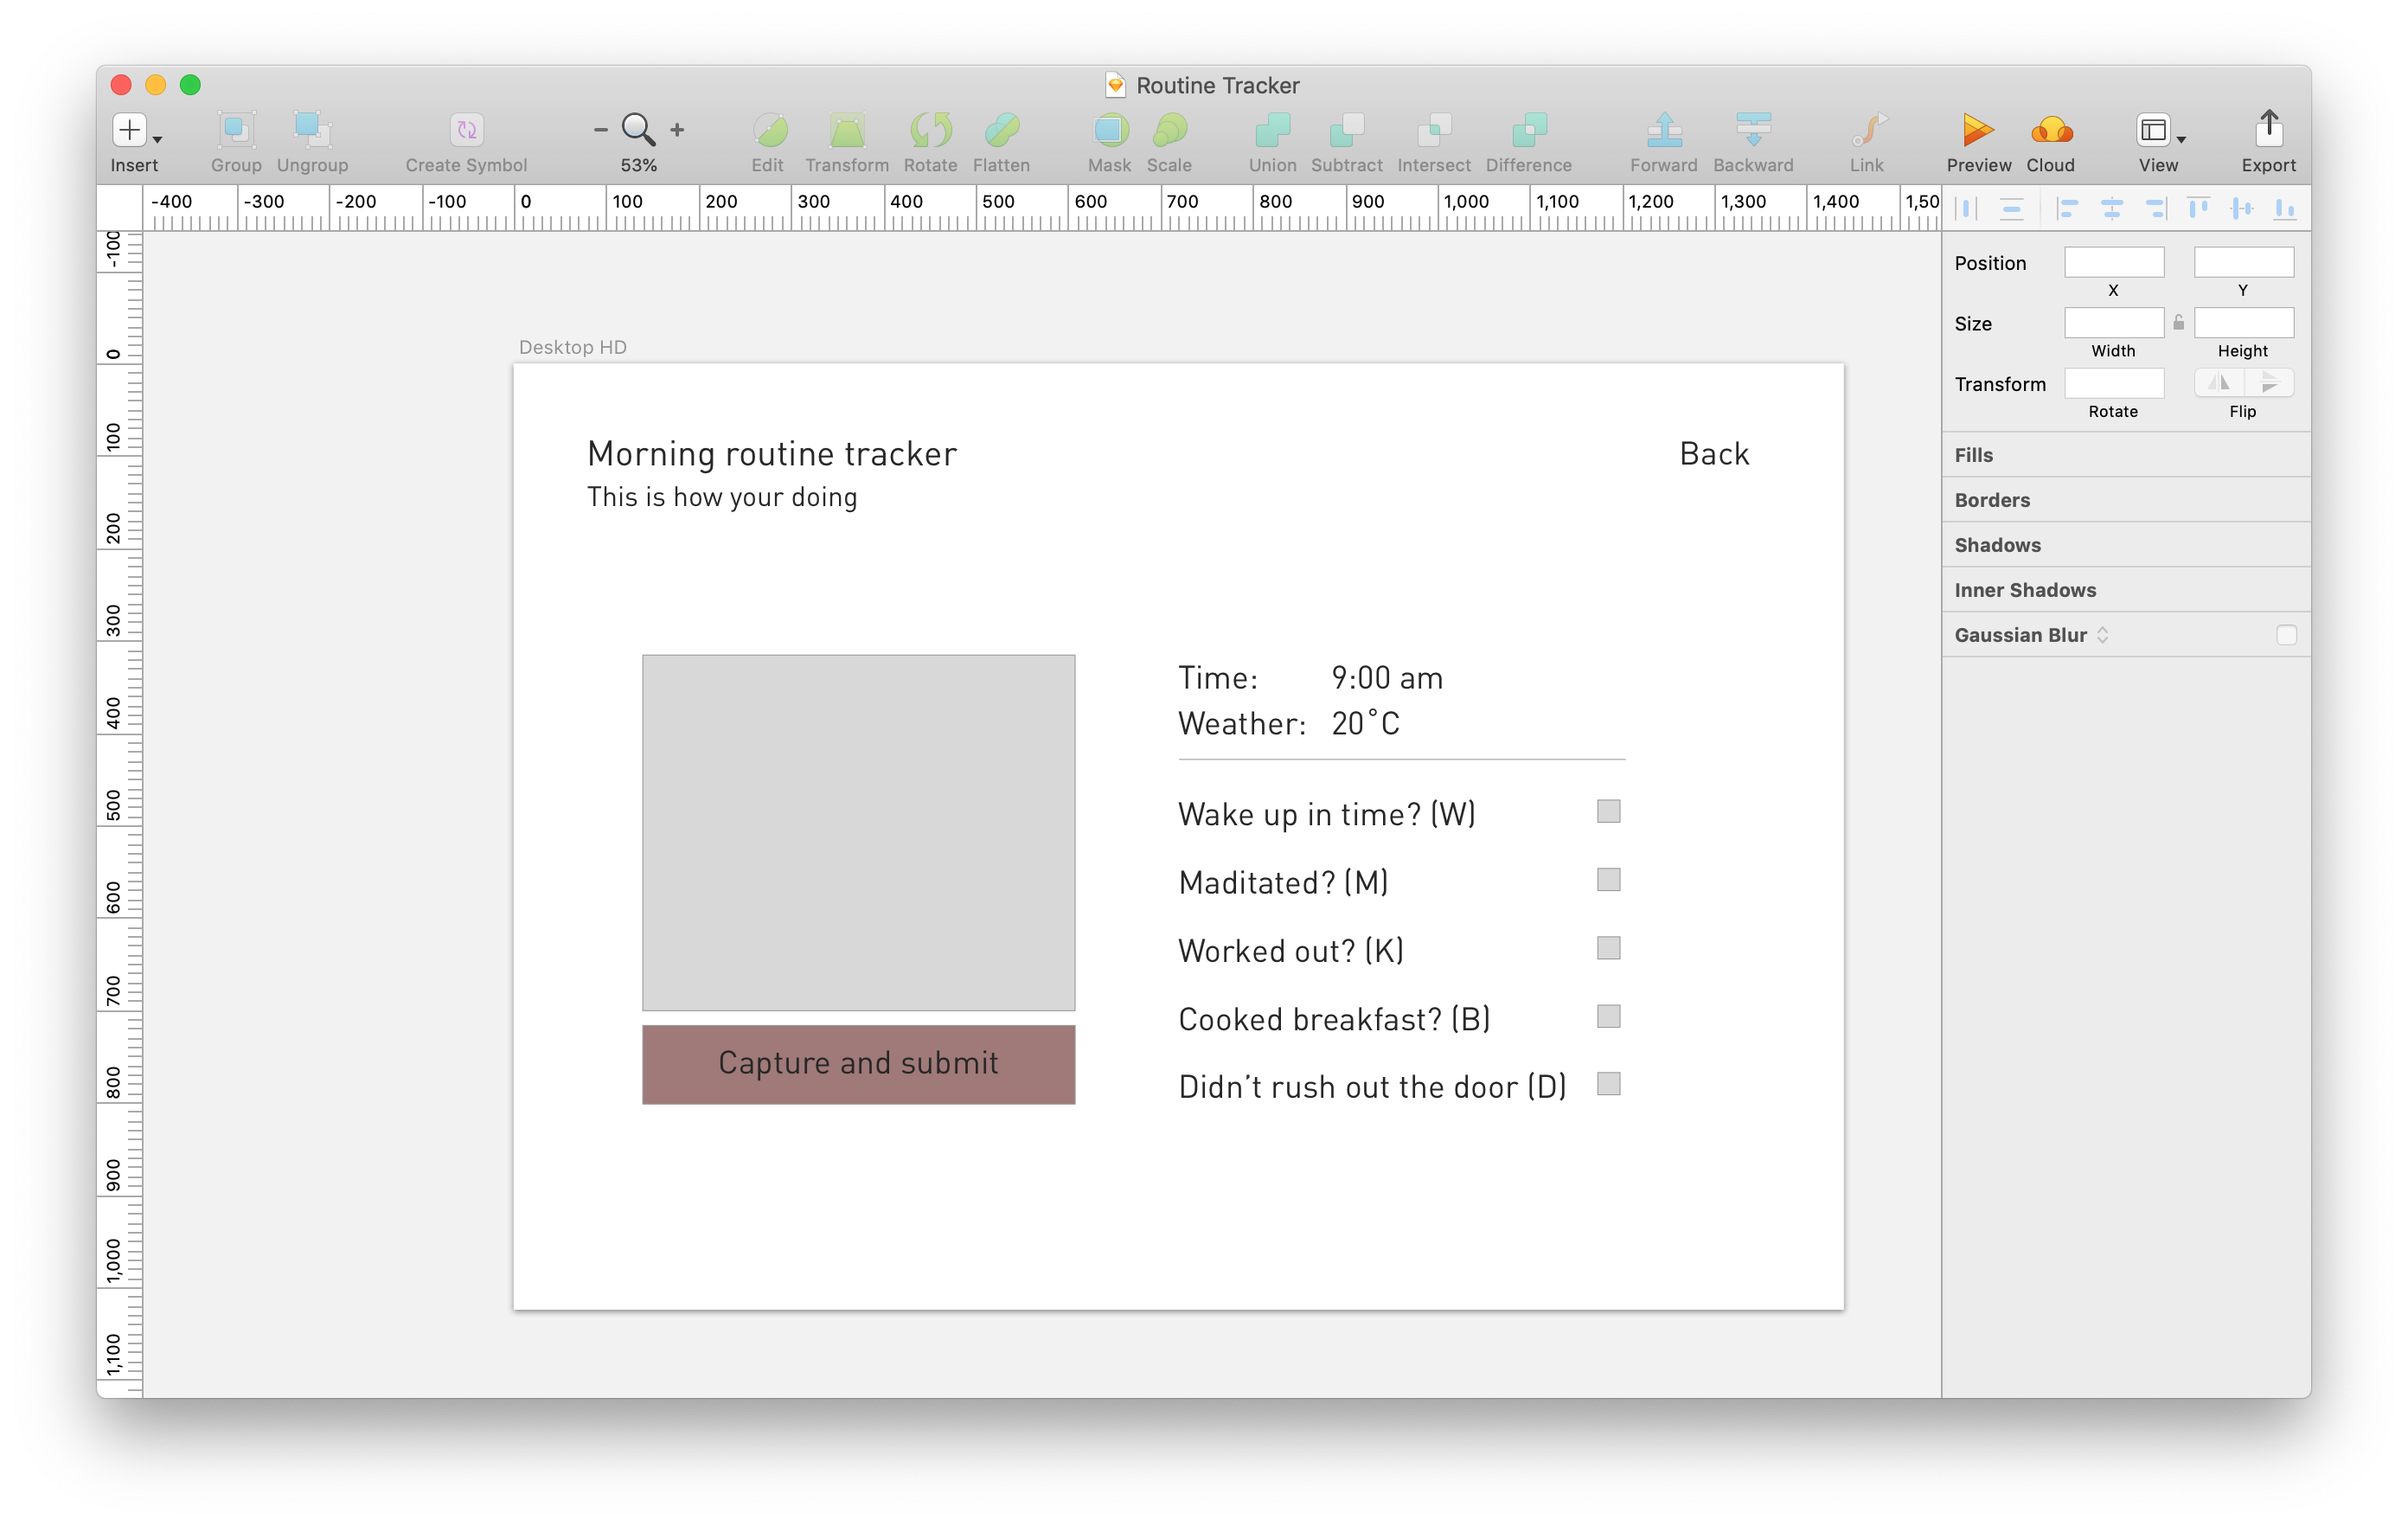 Routine Tracker
Insert Group Ungroup Create Symbol 53% Edit Transform Rotate Flatten Mask Scale Union Subtract Intersect Difference Forward Backward Link Preview Cloud View Export
-400 -300 -200 -100 0 100 200 300 400 500 600 700 800 900 1,000 1,100 1,200 1,300 1,400 1,50
-100
0
100
200
300
400
500
600
700
800
900
1,000
1,100
Desktop HD
Morning routine tracker
Back
This is how your doing
Time: 9:00 am
Weather: 20°C
Wake up in time? (W)
Maditated? (M)
Worked out? (K)
Cooked breakfast? (B)
Didn't rush out the door (D)
Capture and submit
Position
X Y
Size
Width Height
Transform
Rotate Flip
Fills
Borders
Shadows
Inner Shadows
Gaussian Blur